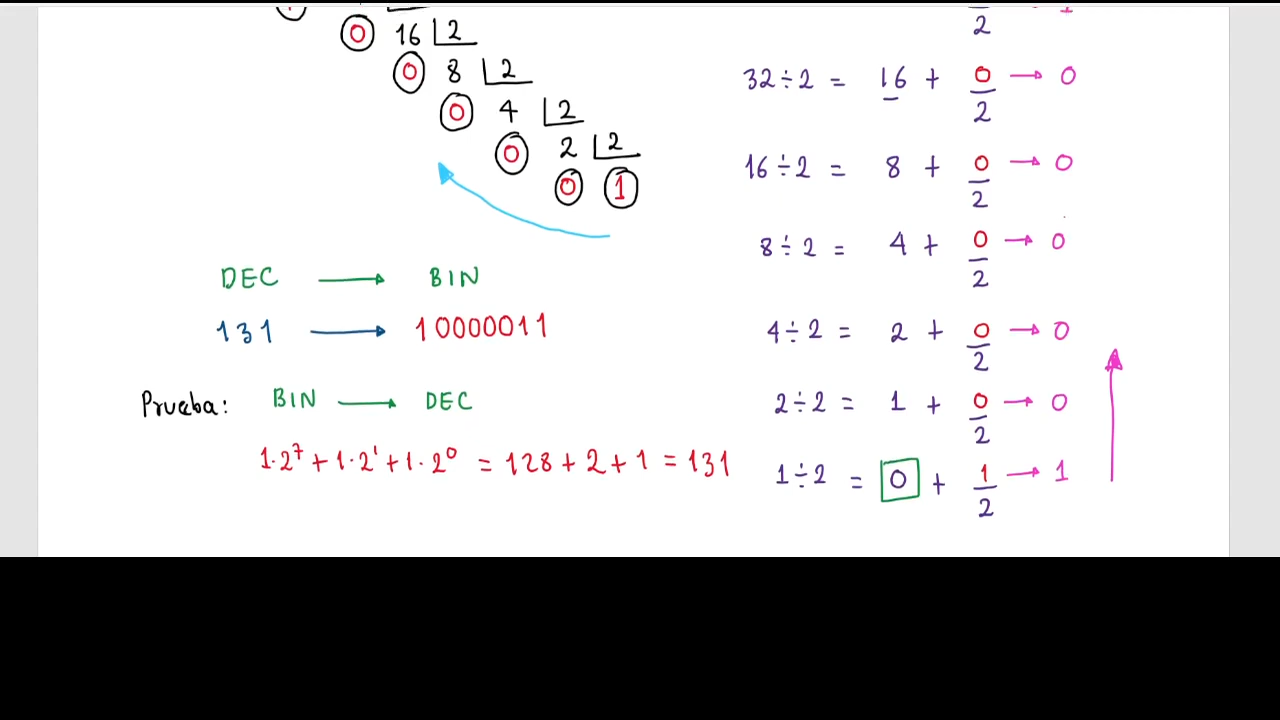 0 16 2
0 8 2
0 4 2
0 2 2
0 1
DEC → BIN
131 → 10000011
Prueba: BIN → DEC
1·2⁷ + 1·2¹ + 1·2⁰ = 128 + 2 + 1 = 131
2 → 1
32 ÷ 2 = 16 + 0/2 → 0
16 ÷ 2 = 8 + 0/2 → 0
8 ÷ 2 = 4 + 0/2 → 0
4 ÷ 2 = 2 + 0/2 → 0
2 ÷ 2 = 1 + 0/2 → 0
1 ÷ 2 = 0 + 1/2 → 1